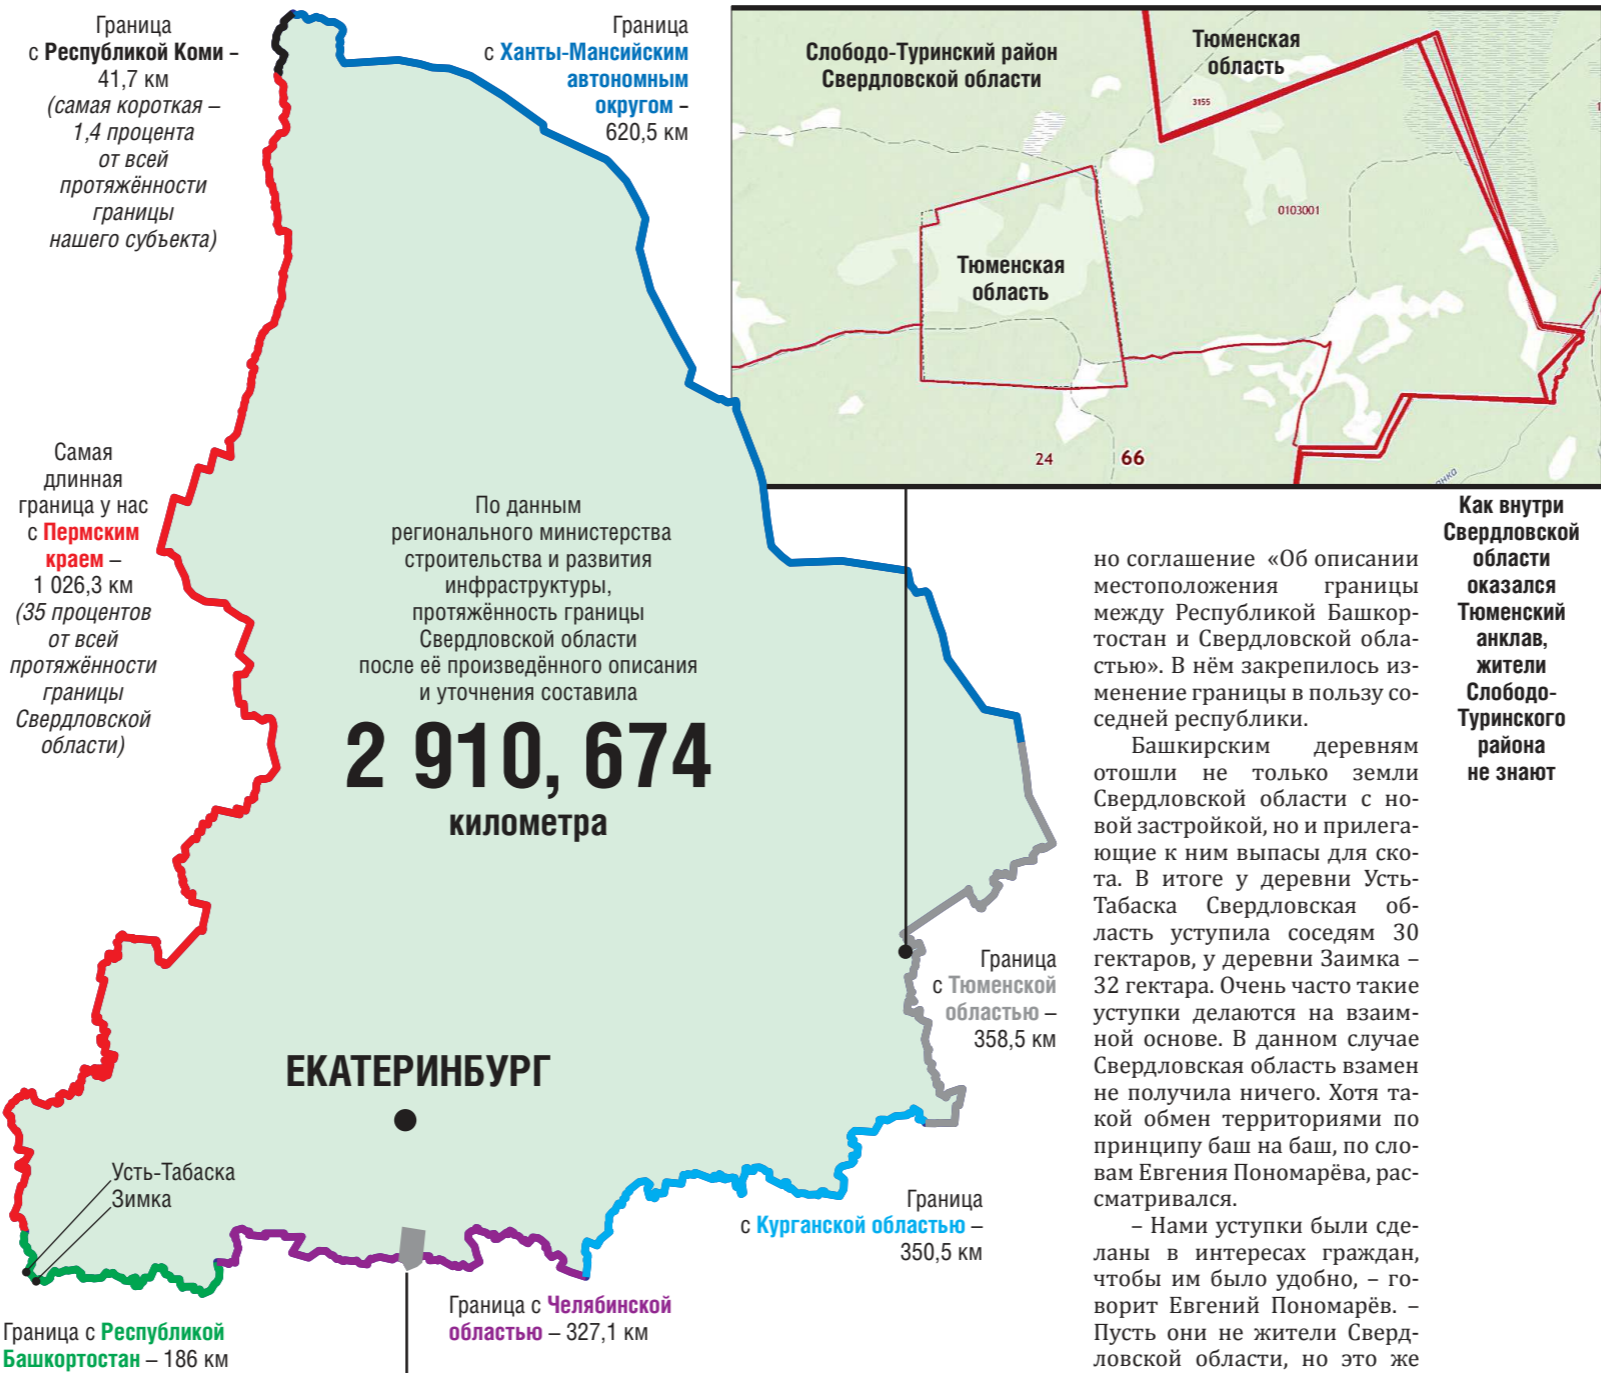 Граница
с Республикой Коми –
41,7 км
(самая короткая –
1,4 процента
от всей
протяжённости
границы
нашего субъекта)
Граница
с Ханты-Мансийским
автономным
округом –
620,5 км
Слободо-Туринский район
Свердловской области
Тюменская
область
3155
0103001
Тюменская
область
24
66
Самая
длинная
граница у нас
с Пермским
краем –
1 026,3 км
(35 процентов
от всей
протяжённости
границы
Свердловской
области)
По данным
регионального министерства
строительства и развития
инфраструктуры,
протяжённость границы
Свердловской области
после её произведённого описания
и уточнения составила
2 910, 674
километра
Граница
с Тюменской
областью –
358,5 км
ЕКАТЕРИНБУРГ
Усть-Табаска
Зимка
Граница
с Курганской областью –
350,5 км
Граница с Челябинской
областью – 327,1 км
Граница с Республикой
Башкортостан – 186 км
но соглашение «Об описании
местоположения границы
между Республикой Башкор-
тостан и Свердловской обла-
стью». В нём закрепилось из-
менение границы в пользу со-
седней республики.
Башкирским деревням
отошли не только земли
Свердловской области с но-
вой застройкой, но и прилега-
ющие к ним выпасы для ско-
та. В итоге у деревни Усть-
Табаска Свердловская об-
ласть уступила соседям 30
гектаров, у деревни Заимка –
32 гектара. Очень часто такие
уступки делаются на взаим-
ной основе. В данном случае
Свердловская область взамен
не получила ничего. Хотя та-
кой обмен территориями по
принципу баш на баш, по сло-
вам Евгения Пономарёва, рас-
сматривался.
– Нами уступки были сде-
ланы в интересах граждан,
чтобы им было удобно, – го-
ворит Евгений Пономарёв. –
Пусть они не жители Сверд-
ловской области, но это же
Как внутри
Свердловской
области
оказался
Тюменский
анклав,
жители
Слободо-
Туринского
района
не знают